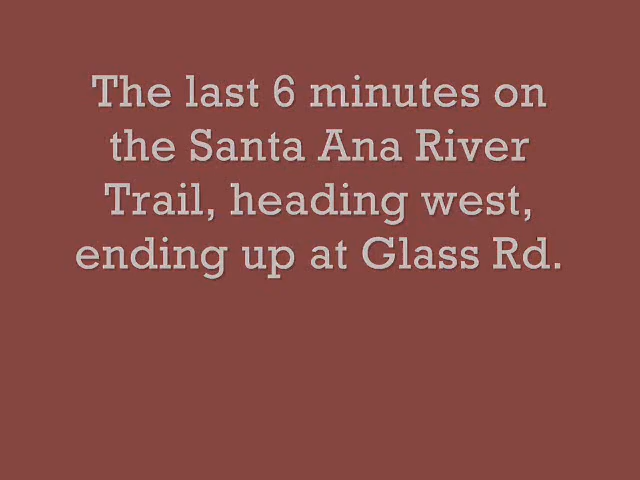 The last 6 minutes on
the Santa Ana River
Trail, heading west,
ending up at Glass Rd.